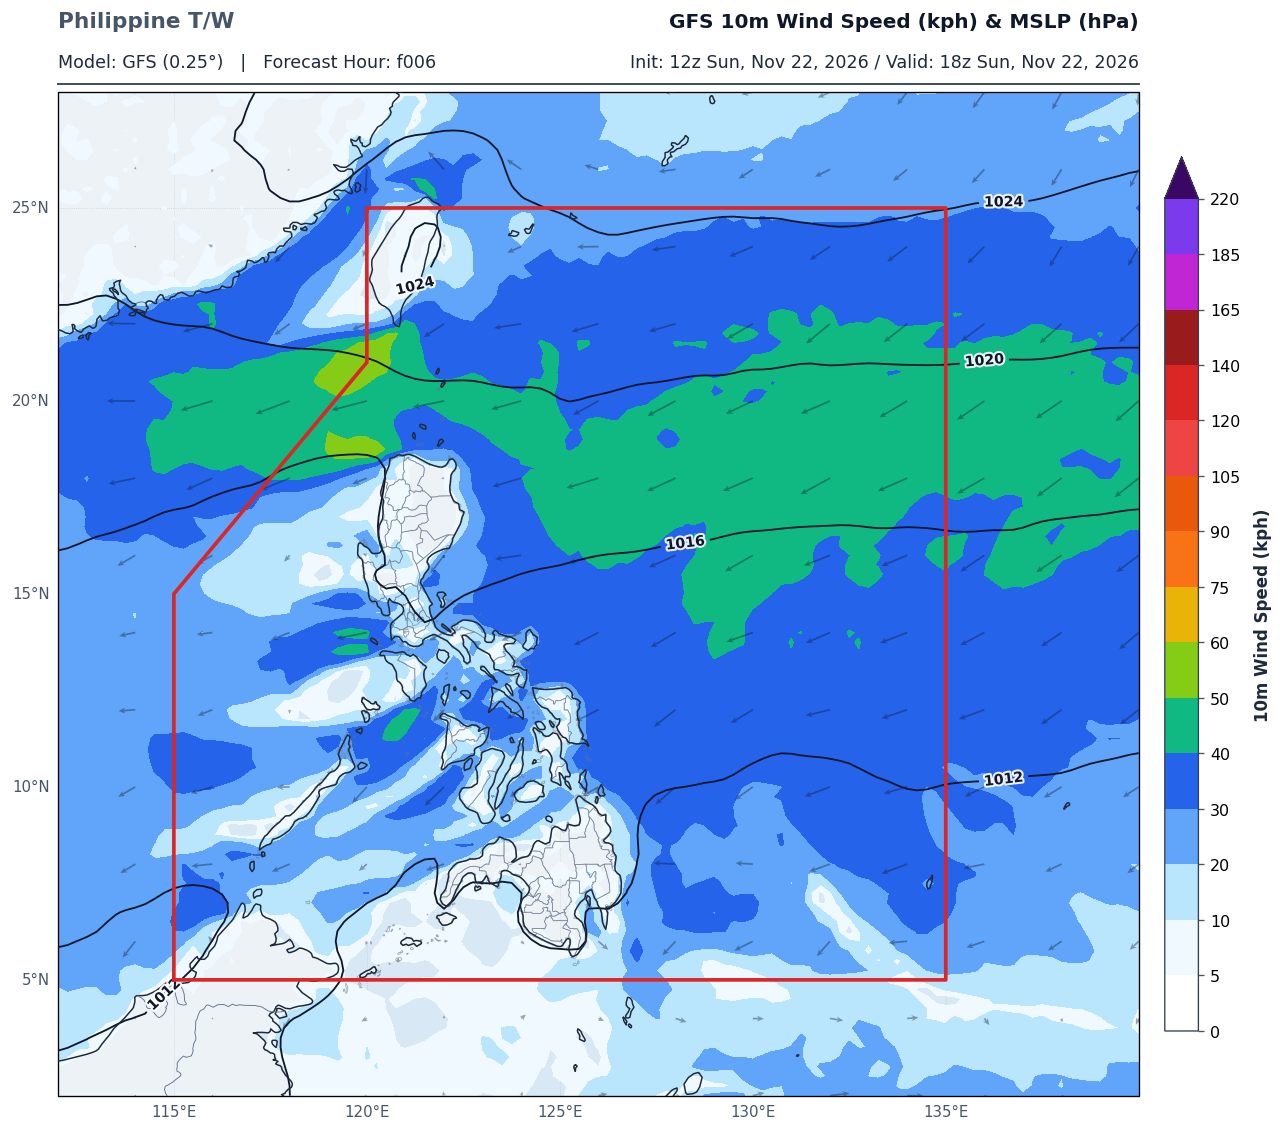 Philippine T/W
GFS 10m Wind Speed (kph) & MSLP (hPa)
Model: GFS (0.25°) | Forecast Hour: f006
Init: 12z Sun, Nov 22, 2026 / Valid: 18z Sun, Nov 22, 2026
25°N
20°N
15°N
10°N
5°N
115°E
120°E
125°E
130°E
135°E
1024
1024
1020
1016
1012
1012
220
185
165
140
120
105
90
75
60
50
40
30
20
10
5
0
10m Wind Speed (kph)